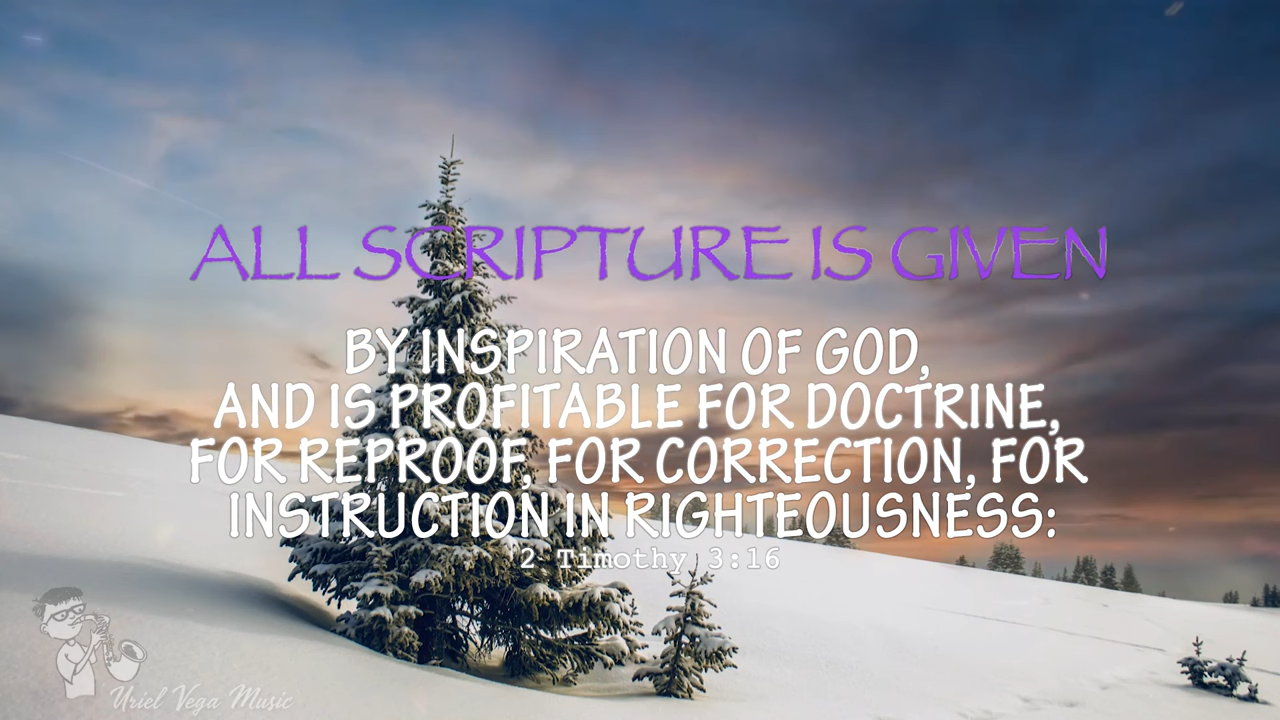 ALL SCRIPTURE IS GIVEN
BY INSPIRATION OF GOD,
AND IS PROFITABLE FOR DOCTRINE,
FOR REPROOF, FOR CORRECTION, FOR
INSTRUCTION IN RIGHTEOUSNESS:
2 Timothy 3:16
Uriel Vega Music